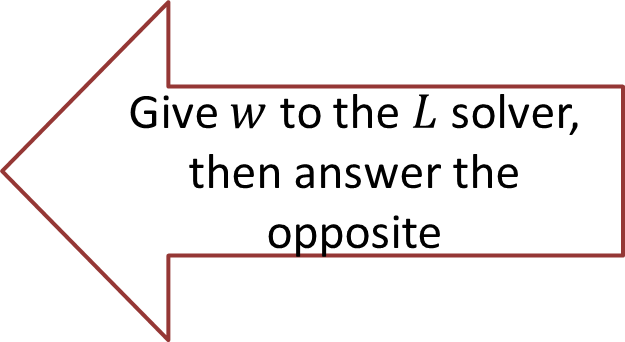 Give 𝑤 to the 𝐿 solver,
then answer the
opposite